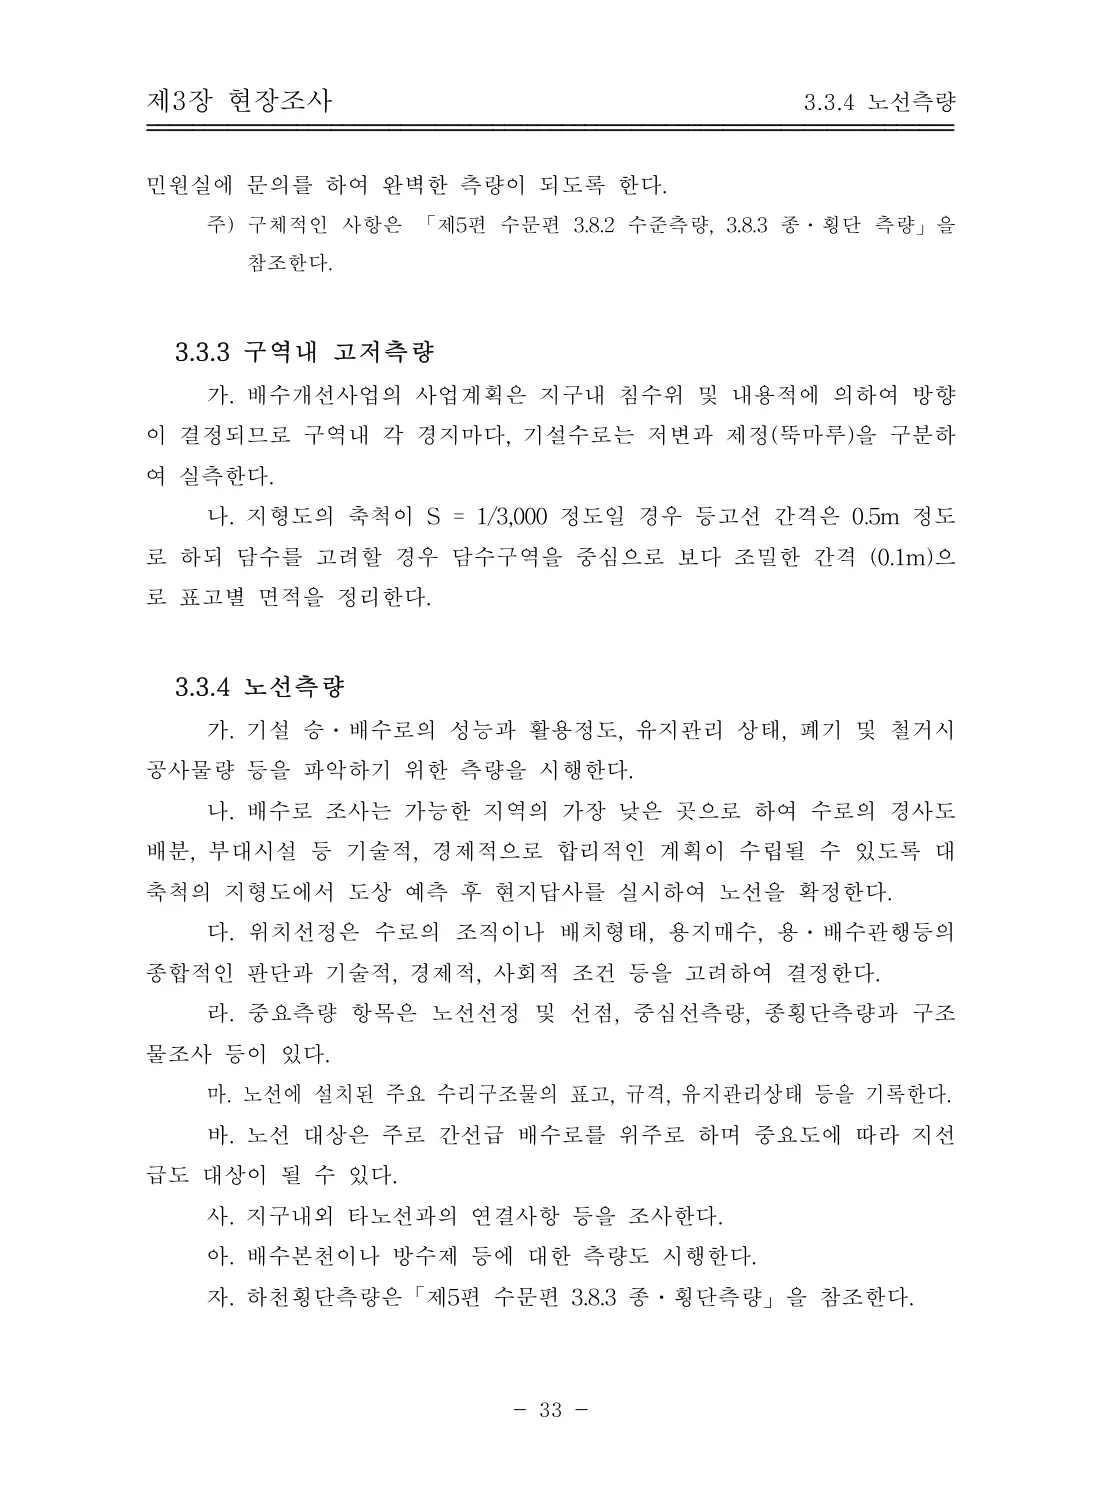 제3장 현장조사
3.3.4 노선측량
민원실에 문의를 하여 완벽한 측량이 되도록 한다.
주) 구체적인 사항은 「제5편 수문편 3.8.2 수준측량, 3.8.3 종·횡단 측량」을
참조한다.
3.3.3 구역내 고저측량
가. 배수개선사업의 사업계획은 지구내 침수위 및 내용적에 의하여 방향
이 결정되므로 구역내 각 경지마다, 기설수로는 저변과 제정(뚝마루)을 구분하
여 실측한다.
나. 지형도의 축척이 S = 1/3,000 정도일 경우 등고선 간격은 0.5m 정도
로 하되 담수를 고려할 경우 담수구역을 중심으로 보다 조밀한 간격 (0.1m)으
로 표고별 면적을 정리한다.
3.3.4 노선측량
가. 기설 승·배수로의 성능과 활용정도, 유지관리 상태, 폐기 및 철거시
공사물량 등을 파악하기 위한 측량을 시행한다.
나. 배수로 조사는 가능한 지역의 가장 낮은 곳으로 하여 수로의 경사도
배분, 부대시설 등 기술적, 경제적으로 합리적인 계획이 수립될 수 있도록 대
축척의 지형도에서 도상 예측 후 현지답사를 실시하여 노선을 확정한다.
다. 위치선정은 수로의 조직이나 배치형태, 용지매수, 용·배수관행등의
종합적인 판단과 기술적, 경제적, 사회적 조건 등을 고려하여 결정한다.
라. 중요측량 항목은 노선선정 및 선점, 중심선측량, 종횡단측량과 구조
물조사 등이 있다.
마. 노선에 설치된 주요 수리구조물의 표고, 규격, 유지관리상태 등을 기록한다.
바. 노선 대상은 주로 간선급 배수로를 위주로 하며 중요도에 따라 지선
급도 대상이 될 수 있다.
사. 지구내외 타노선과의 연결사항 등을 조사한다.
아. 배수본천이나 방수제 등에 대한 측량도 시행한다.
자. 하천횡단측량은「제5편 수문편 3.8.3 종·횡단측량」을 참조한다.
- 33 -